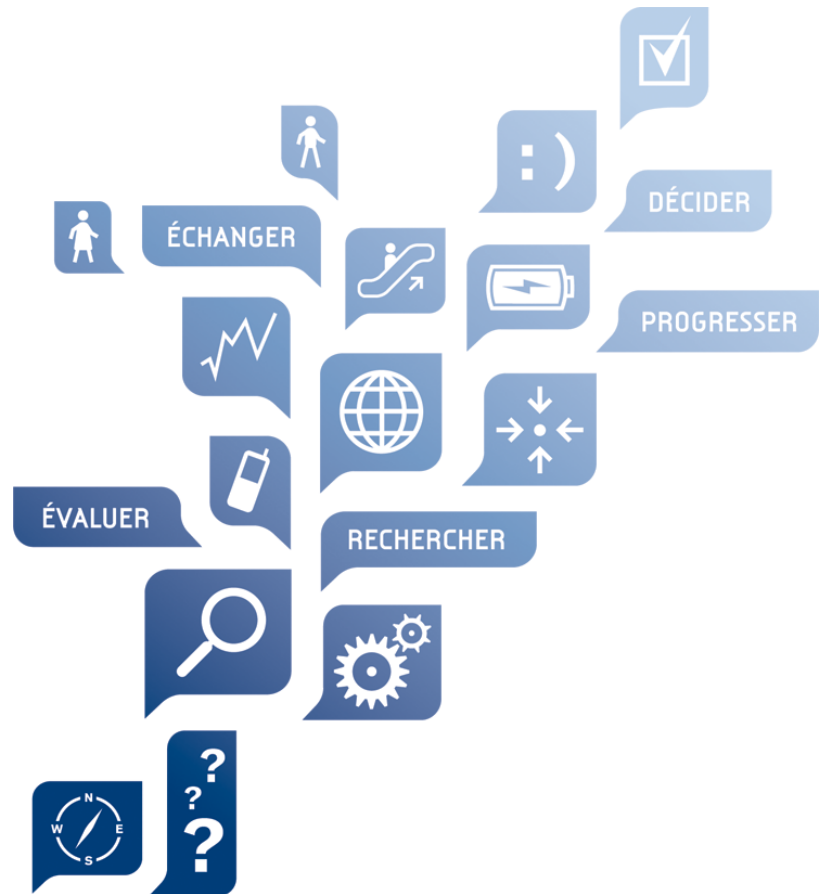 :)
DÉCIDER
ÉCHANGER
PROGRESSER
ÉVALUER
RECHERCHER
?
?
?
N
W E
S